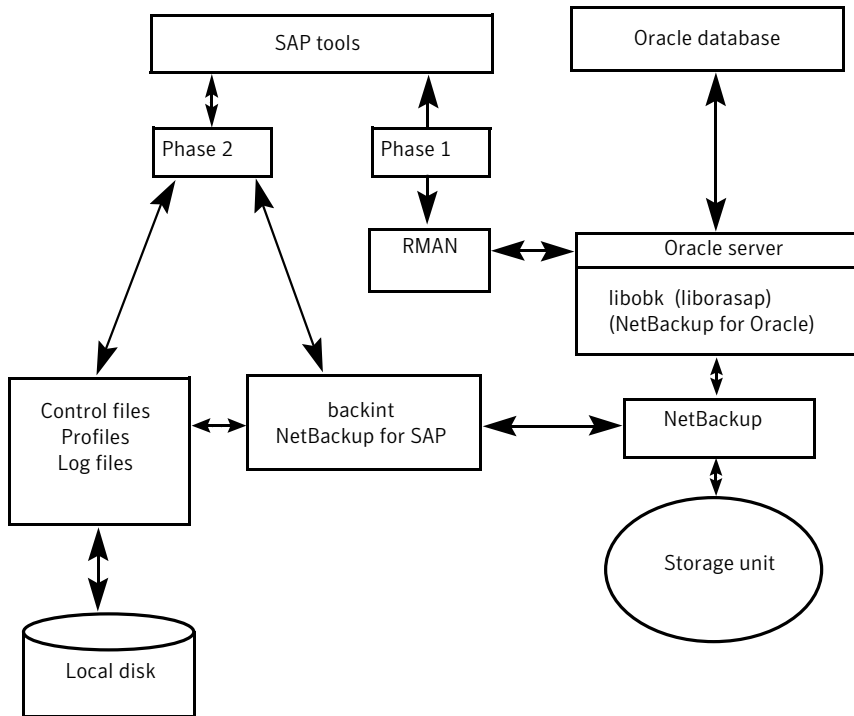 SAP tools
Oracle database
Phase 2
Phase 1
RMAN
Oracle server
libobk (liborasap)
(NetBackup for Oracle)
Control files
Profiles
Log files
backint
NetBackup for SAP
NetBackup
Storage unit
Local disk